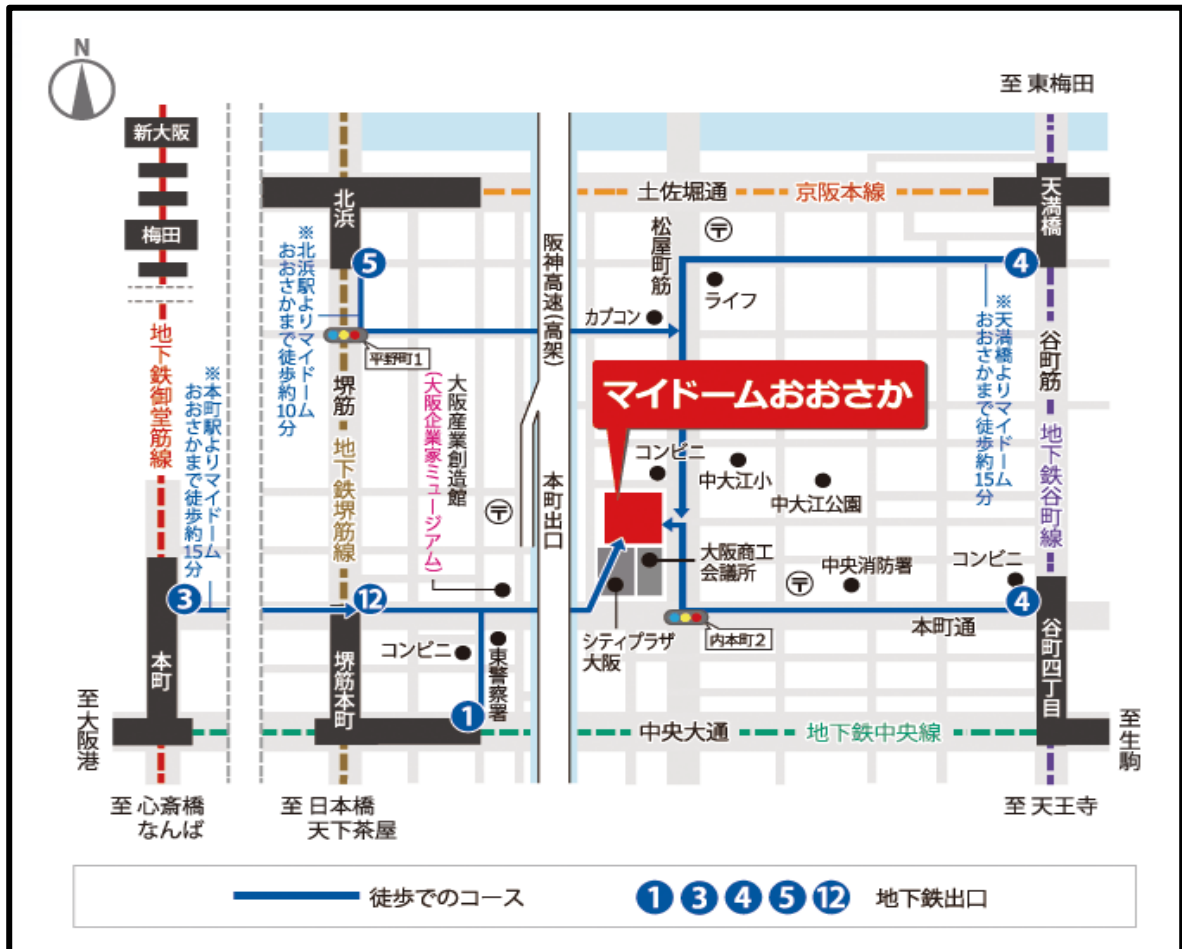 N
至 東梅田
新大阪
梅田
北浜
土佐堀通
京阪本線
天満橋
〒
松屋町筋
5
4
ライフ
カプコン
阪神高速(高架)
平野町1
※北浜駅よりマイドーム
おおさかまで徒歩約10分
※天満橋よりマイドーム
おおさかまで徒歩約15分
谷町筋
地下鉄御堂筋線
※本町駅よりマイドーム
おおさかまで徒歩約15分
堺筋
地下鉄堺筋線
大阪産業創造館
(大阪企業家ミュージアム)
マイドームおおさか
コンビニ
中大江小
中大江公園
地下鉄谷町線
〒
本町出口
大阪商工
会議所
〒
中央消防署
コンビニ
3
12
4
内本町2
本町通
シティプラザ
大阪
コンビニ
東警察署
本町
堺筋本町
1
谷町四丁目
至大阪港
中央大通
地下鉄中央線
至生駒
至 心斎橋
なんば
至 日本橋
天下茶屋
至 天王寺
徒歩でのコース
1 3 4 5 12 地下鉄出口